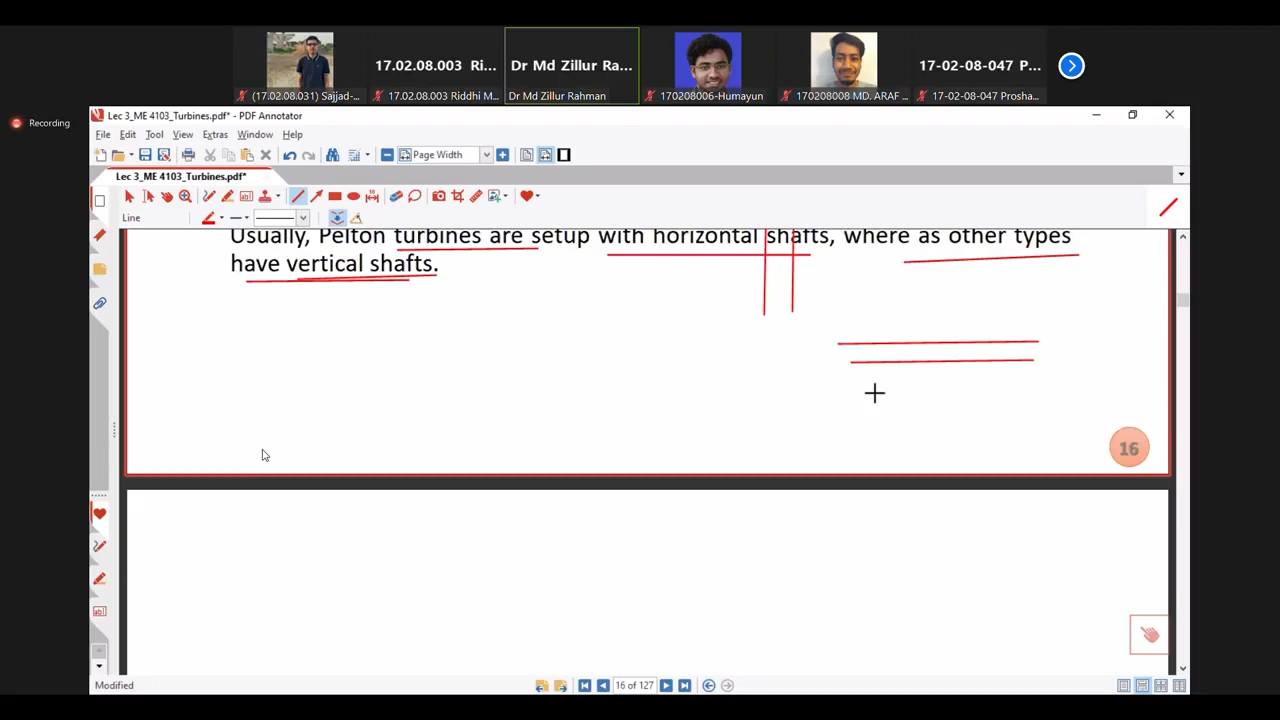 17.02.08.003 Ri...
Dr Md Zillur Ra...
17-02-08-047 P...
(17.02.08.031) Sajjad-...
17.02.08.003 Riddhi M...
Dr Md Zillur Rahman
170208006-Humayun
170208008 MD. ARAF ...
17-02-08-047 Prosha...
Recording
Lec 3_ME 4103_Turbines.pdf* - PDF Annotator
File Edit Tool View Extras Window Help
Page Width
Lec 3_ME 4103_Turbines.pdf*
Line
Usually, Pelton turbines are setup with horizontal shafts, where as other types
have vertical shafts.
16
Modified
16 of 127